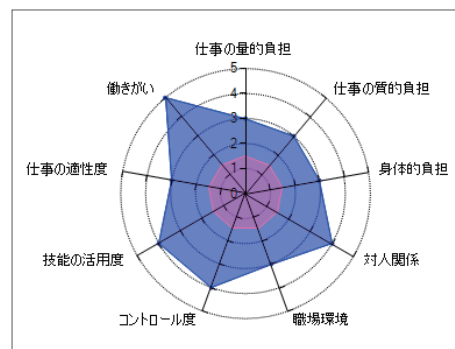 仕事の量的負担
仕事の質的負担
身体的負担
対人関係
職場環境
コントロール度
技能の活用度
仕事の適性度
働きがい
5
4
3
2
1
0